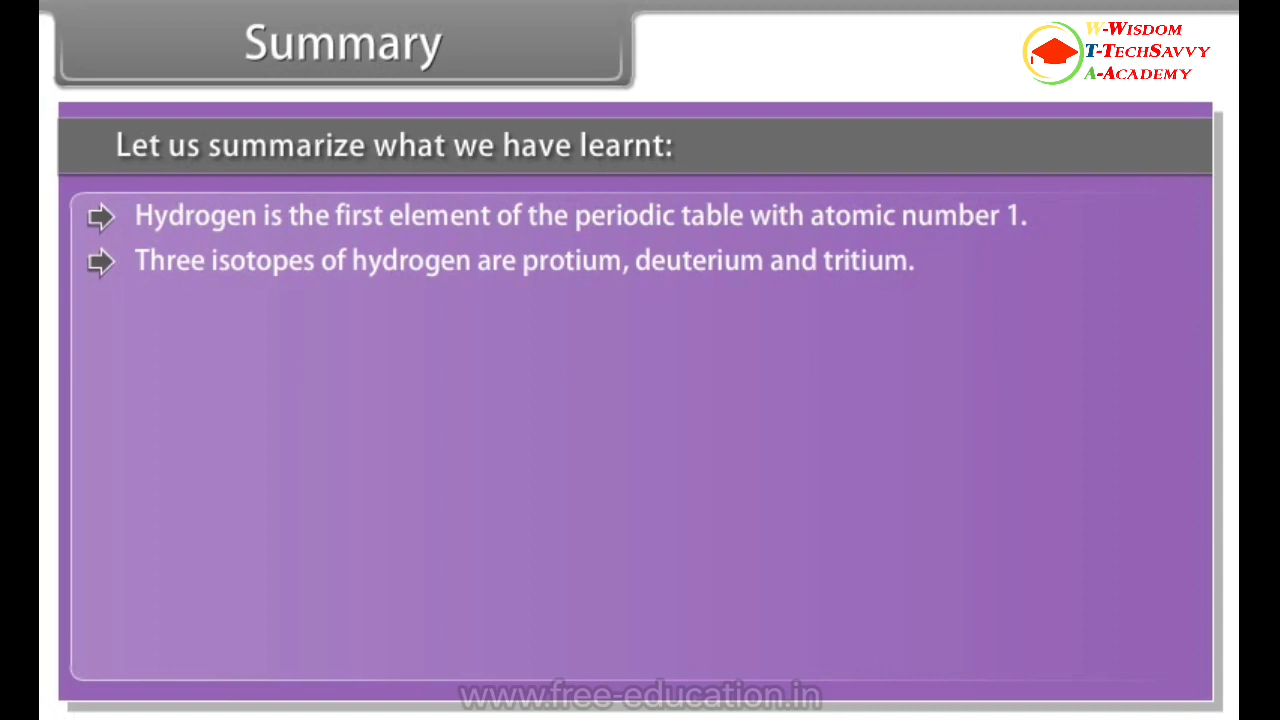 Summary
W-WISDOM
T-TECHSAVVY
A-ACADEMY
Let us summarize what we have learnt:
Hydrogen is the first element of the periodic table with atomic number 1.
Three isotopes of hydrogen are protium, deuterium and tritium.
www.free-education.in